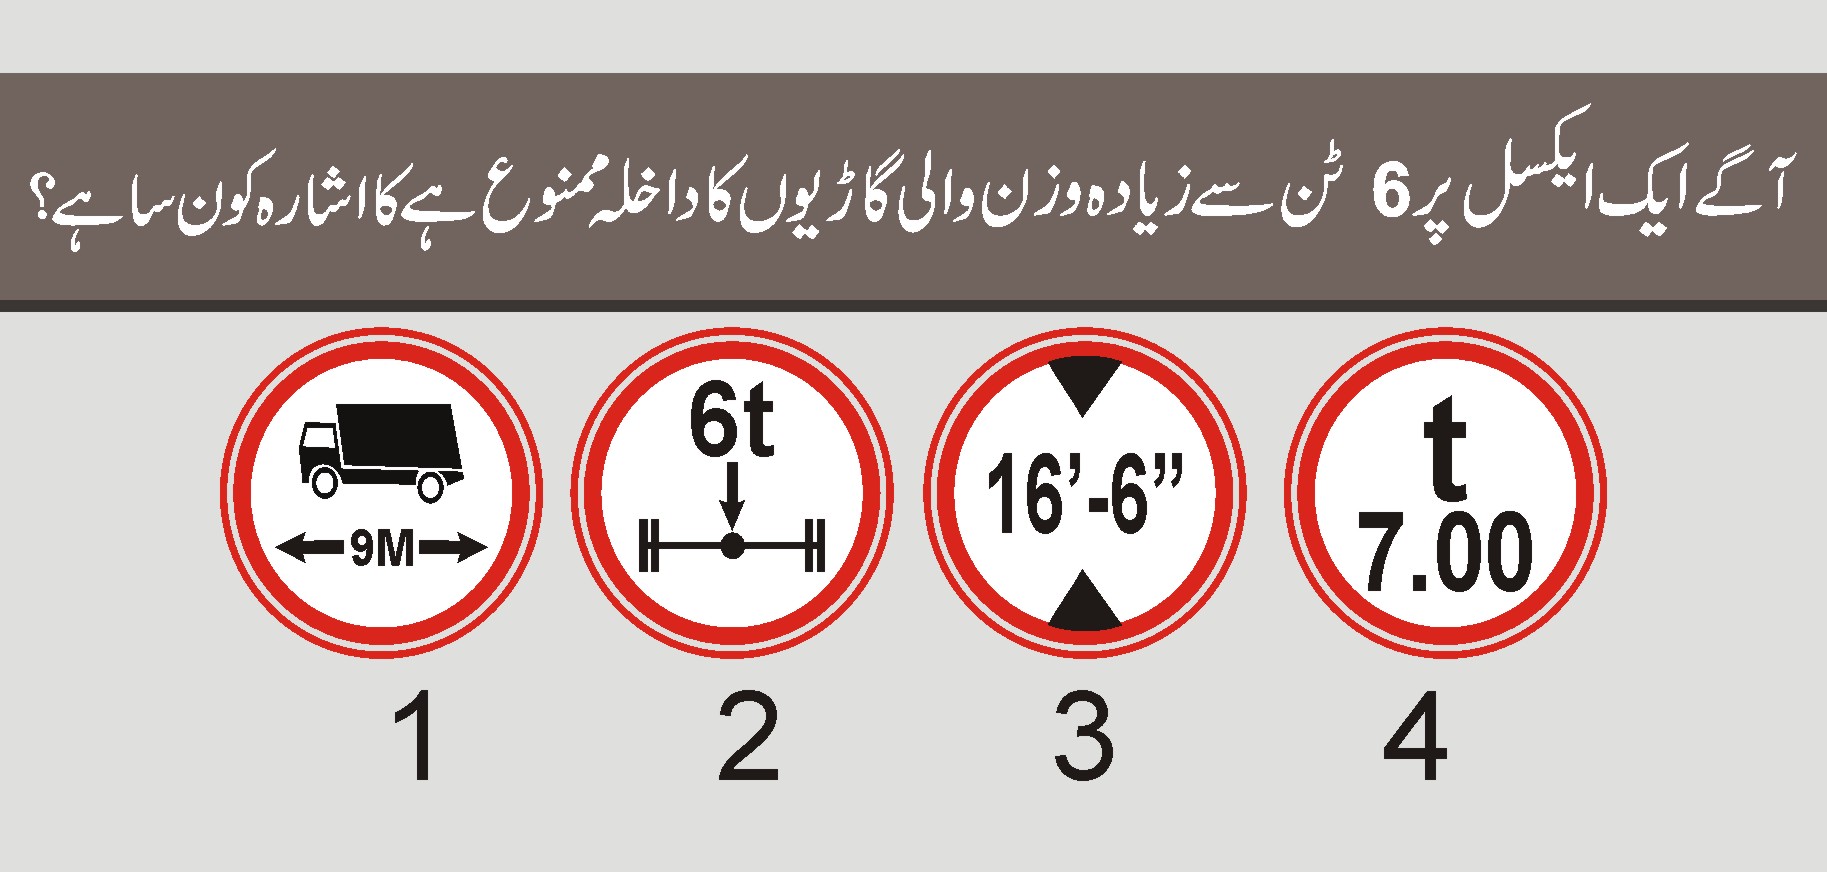 آگے ایک ایکسل پر 6 ٹن سے زیادہ وزن والی گاڑیوں کا داخلہ ممنوع ہے کا اشارہ کون سا ہے؟
9M
6t
16’-6”
t
7.00
1 2 3 4